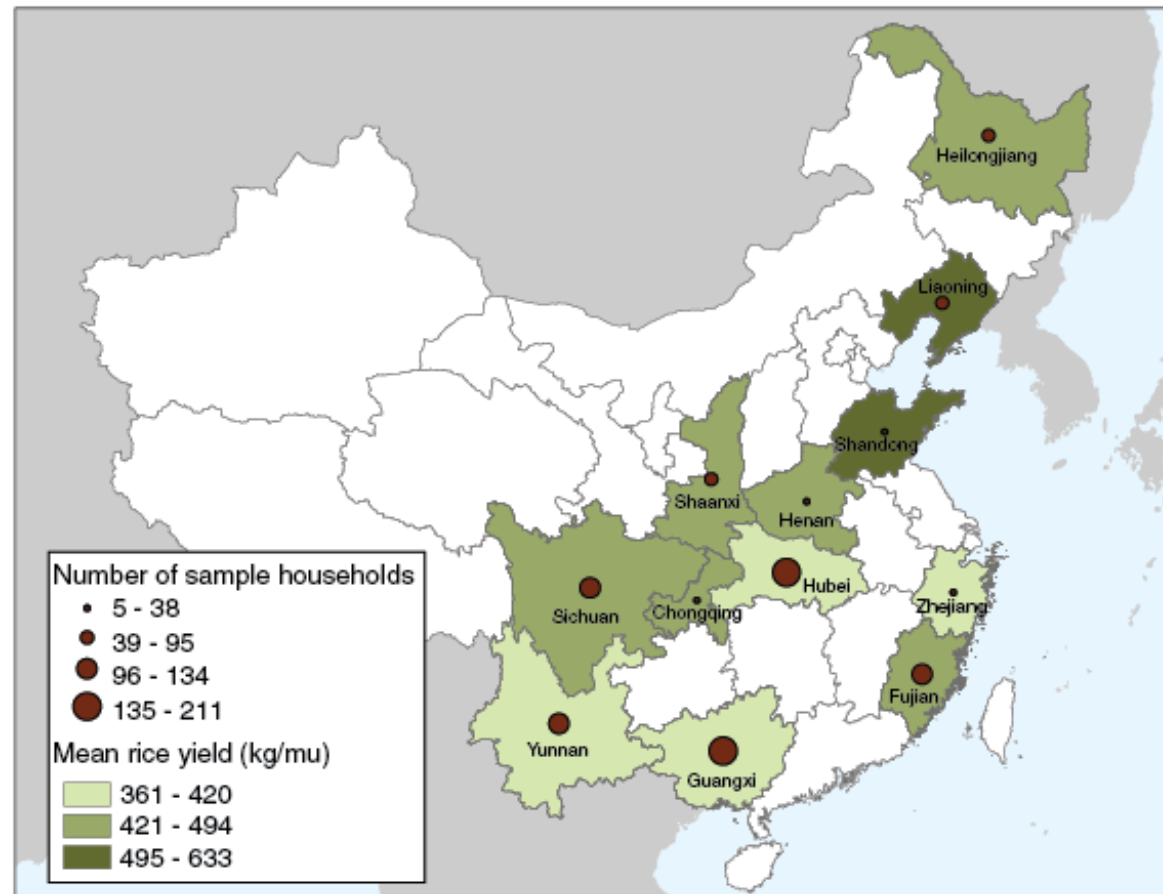 Heilongjiang
Liaoning
Shandong
Shaanxi
Henan
Hubei
Sichuan
Chongqing
Zhejiang
Fujian
Yunnan
Guangxi
Number of sample households
5 - 38
39 - 95
96 - 134
135 - 211
Mean rice yield (kg/mu)
361 - 420
421 - 494
495 - 633